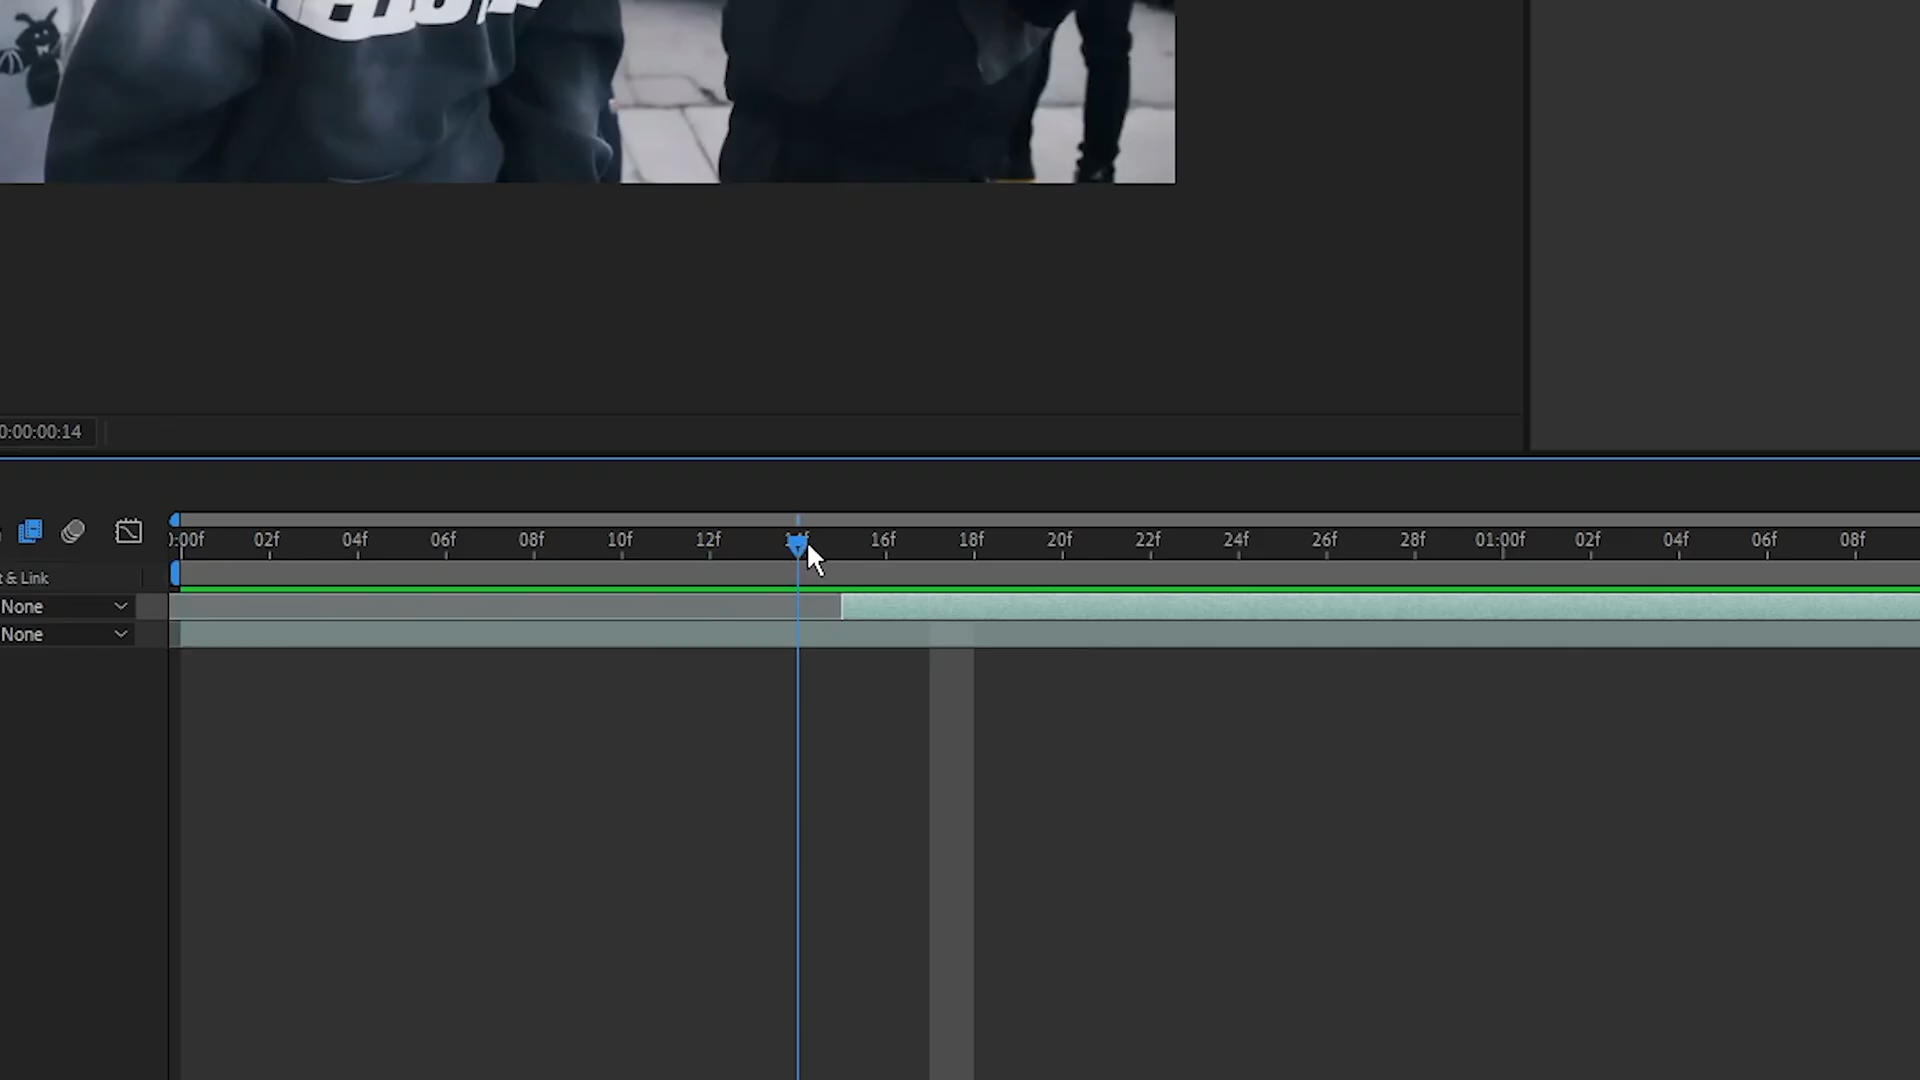 0:00:00:14
0:00f 02f 04f 06f 08f 10f 12f 16f 18f 20f 22f 24f 26f 28f 01:00f 02f 04f 06f 08f
& Link
None
None